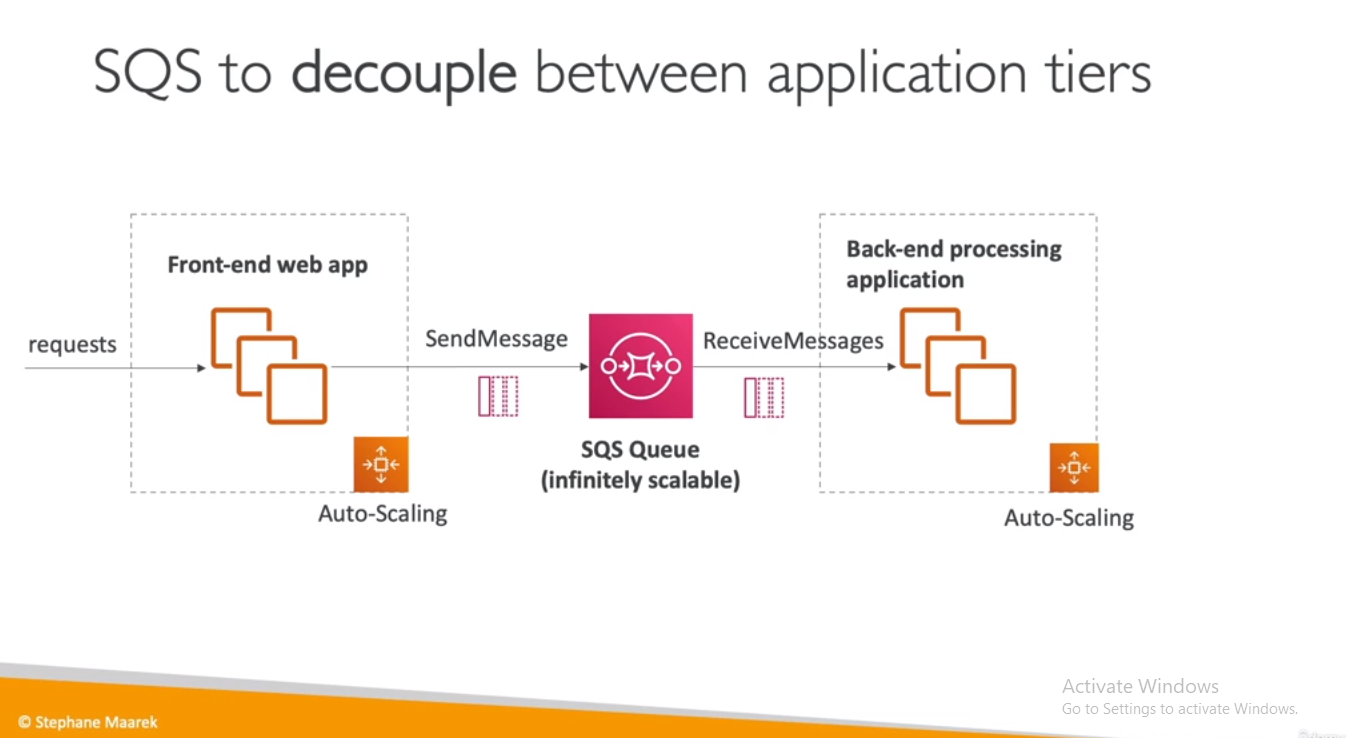 SQS to decouple between application tiers
Front-end web app
requests
Auto-Scaling
SendMessage
SQS Queue
(infinitely scalable)
ReceiveMessages
Back-end processing
application
Auto-Scaling
Activate Windows
Go to Settings to activate Windows.
© Stephane Maarek